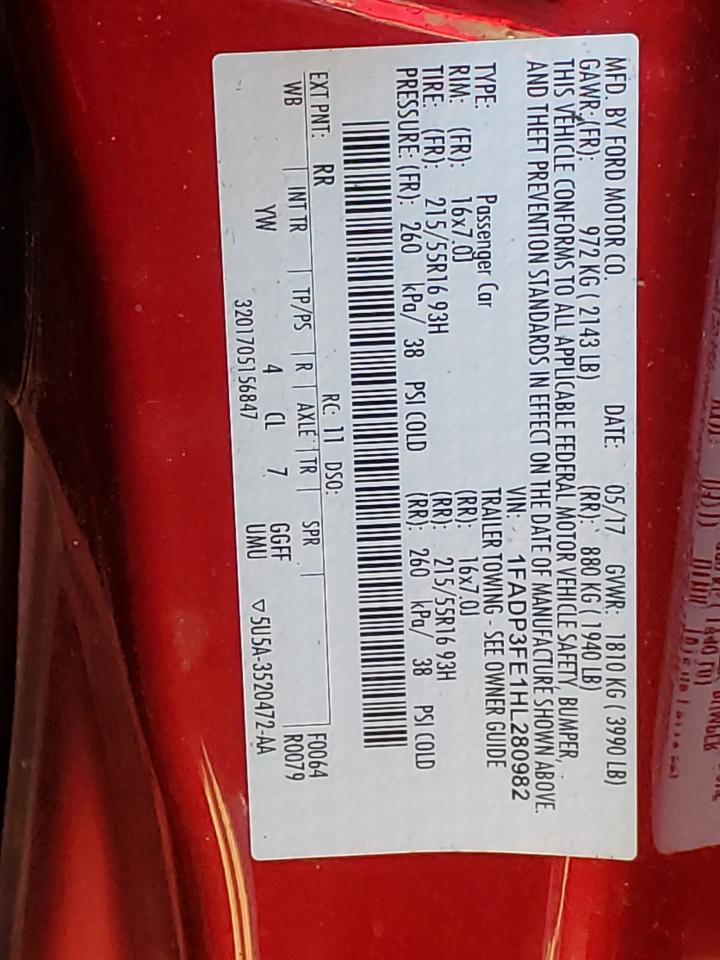 MFD. BY FORD MOTOR CO. DATE: 05/17 GVWR: 1810 KG ( 3990 LB)
GAWR: (FR): 972 KG ( 2143 LB) (RR): 880 KG ( 1940 LB)
THIS VEHICLE CONFORMS TO ALL APPLICABLE FEDERAL MOTOR VEHICLE SAFETY, BUMPER,
AND THEFT PREVENTION STANDARDS IN EFFECT ON THE DATE OF MANUFACTURE SHOWN ABOVE.
VIN: 1FADP3FE1HL280982
TYPE: Passenger Car TRAILER TOWING - SEE OWNER GUIDE
RIM: (FR): 16x7.0J (RR): 16x7.0J
TIRE: (FR): 215/55R16 93H (RR): 215/55R16 93H
PRESSURE: (FR): 260 kPa/ 38 PSI COLD (RR): 260 kPa/ 38 PSI COLD
EXT PNT: RR RC: 11 DSO: F0064
WB INT TR TP/PS R AXLE TR SPR R0079
YW 4 CL 7 GGFF
3201705156847 UMU ▽5U5A-3520472-AA